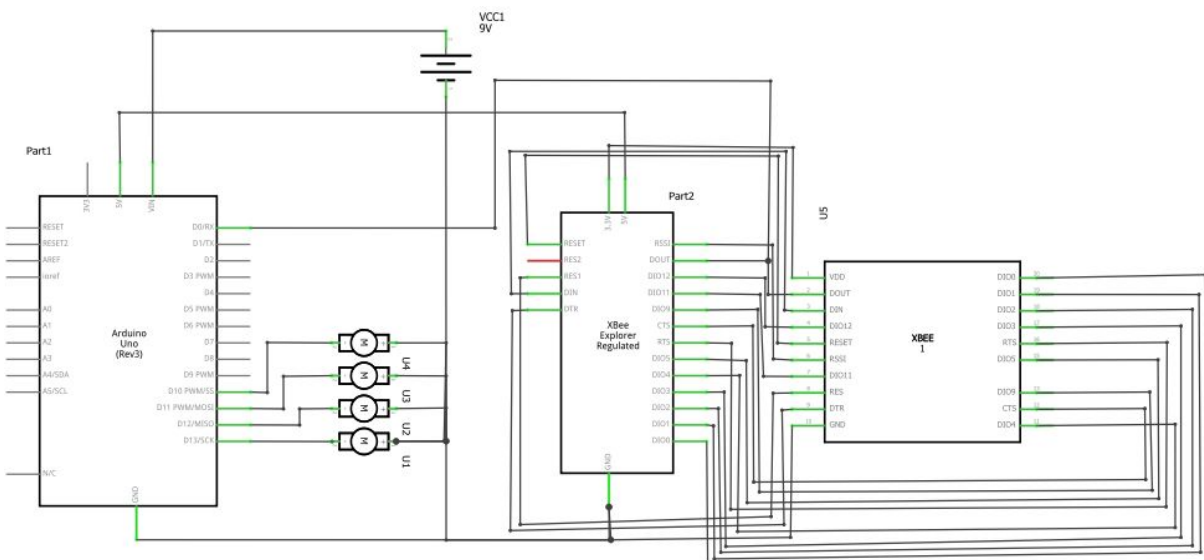 VCC1
9V
Part1
3V3
5V
VIN
RESET
RESET2
AREF
ioref
A0
A1
A2
A3
A4/SDA
A5/SCL
N/C
Arduino
Uno
(Rev3)
D0/RX
D1/TX
D2
D3 PWM
D4
D5 PWM
D6 PWM
D7
D8
D9 PWM
D10 PWM/SS
D11 PWM/MOSI
D12/MISO
D13/SCK
GND
M
U4
M
U3
M
U2
M
U1
Part2
3.3V
5V
RESET
RES2
RES1
DIN
DTR
XBee
Explorer
Regulated
RSSI
DOUT
DIO12
DIO11
DIO9
CTS
RTS
DIO5
DIO4
DIO3
DIO2
DIO1
DIO0
GND
U5
VDD
DOUT
DIN
DIO12
RESET
RSSI
DIO11
RES
DTR
GND
XBEE
1
DIO0
DIO1
DIO2
DIO3
RTS
DIO5
DIO9
CTS
DIO4